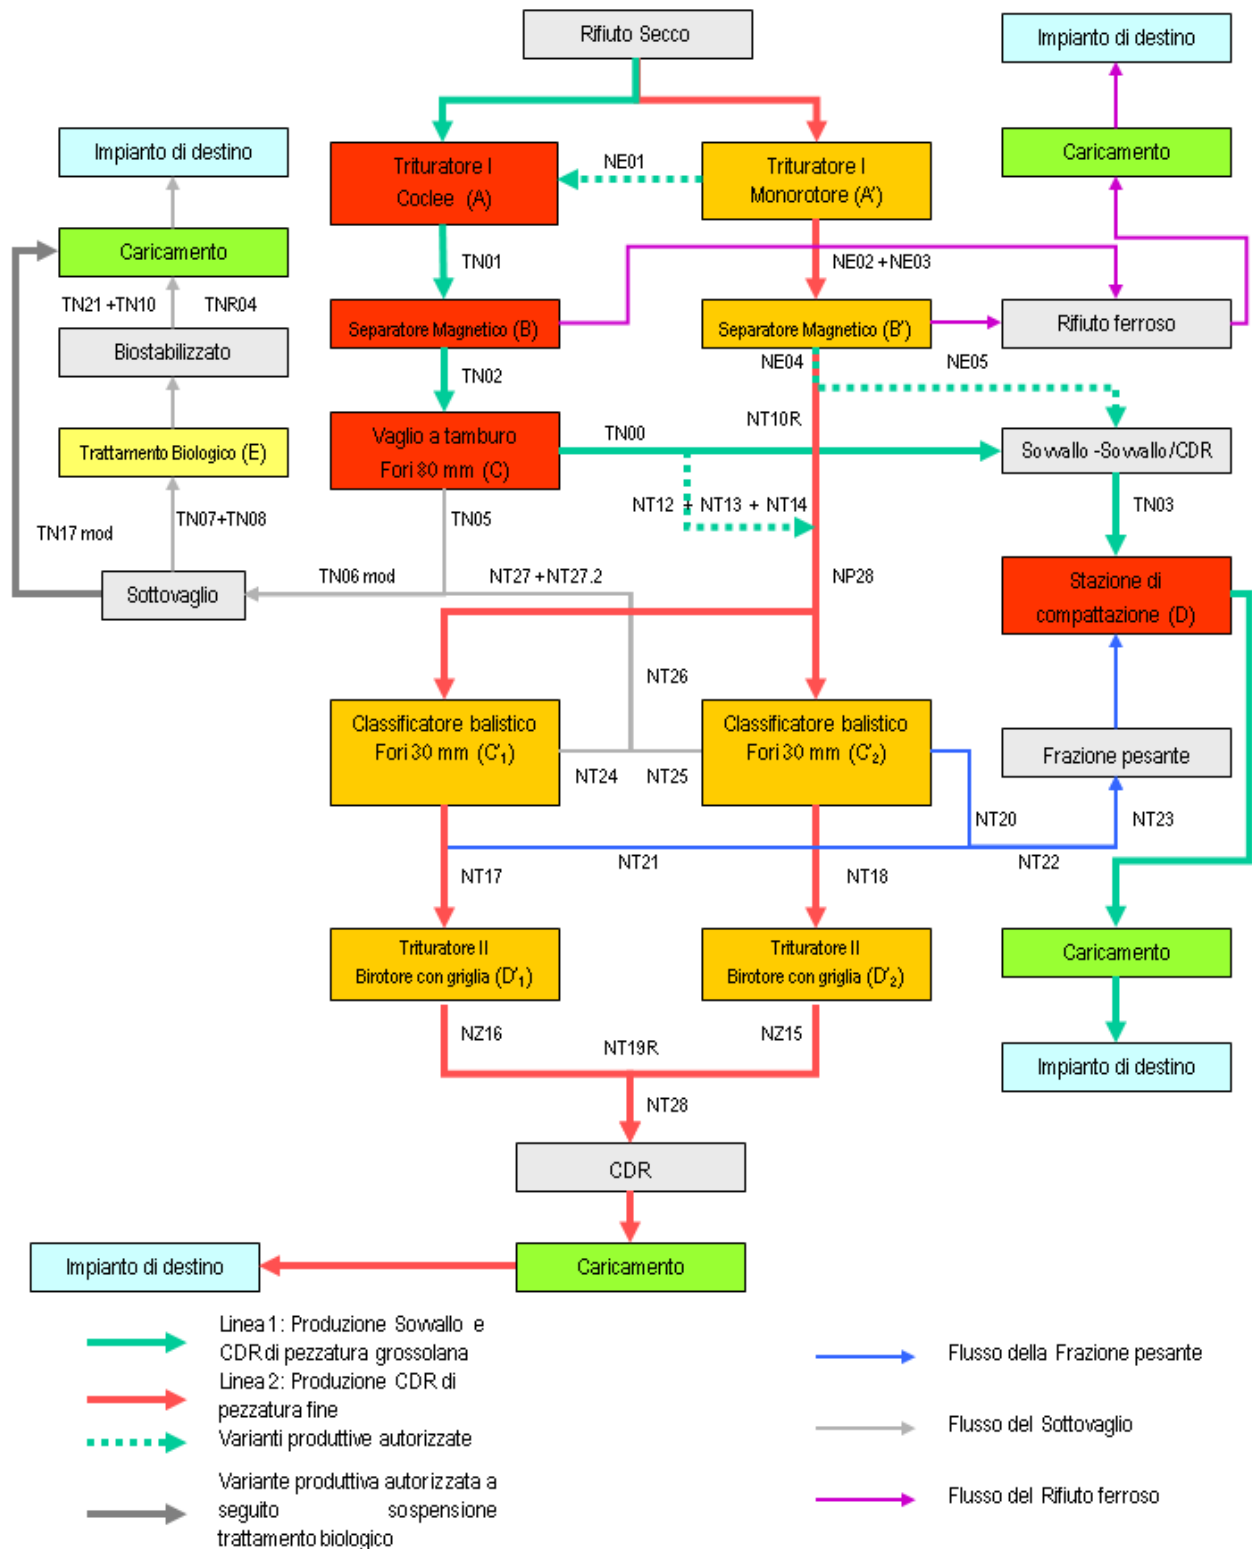 Rifiuto Secco
Impianto di destino
Impianto di destino
Trituratore I
Coclee (A)
NE01
Trituratore I
Monorotore (A')
Caricamento
Caricamento
TN01
NE02 + NE03
TN21 +TN10
TNR04
Separatore Magnetico (B)
Separatore Magnetico (B')
Rifiuto ferroso
Biostabilizzato
TN02
NE04
NE05
Trattamento Biologico (E)
Vaglio a tamburo
Fori 80 mm (C)
TN00
NT10R
Sovvallo -Sovvallo/CDR
TN17 mod
TN07+TN08
TN05
NT12 + NT13 + NT14
TN03
Sottovaglio
TN06 mod
NT27 +NT27.2
NP28
Stazione di
compattazione (D)
NT26
Classificatore balistico
Fori 30 mm (C'1)
Classificatore balistico
Fori 30 mm (C'2)
NT24
NT25
Frazione pesante
NT20
NT23
NT17
NT21
NT18
NT22
Trituratore II
Birotore con griglia (D'1)
Trituratore II
Birotore con griglia (D'2)
Caricamento
NZ16
NT19R
NZ15
Impianto di destino
NT28
CDR
Impianto di destino
Caricamento
Linea 1: Produzione Sovvallo e
CDR di pezzatura grossolana
Linea 2: Produzione CDR di
pezzatura fine
Varianti produttive autorizzate
Variante produttiva autorizzata a
seguito sospensione
trattamento biologico
Flusso della Frazione pesante
Flusso del Sottovaglio
Flusso del Rifiuto ferroso